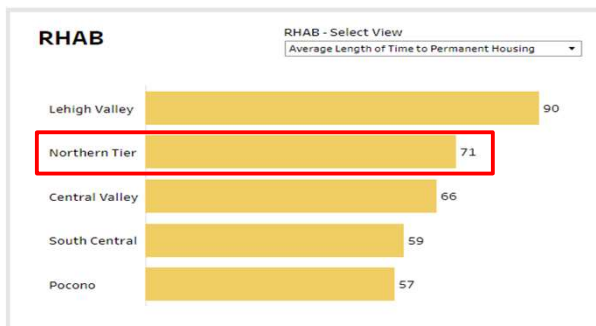 RHAB
RHAB - Select View
Average Length of Time to Permanent Housing
Lehigh Valley 90
Northern Tier 71
Central Valley 66
South Central 59
Pocono 57